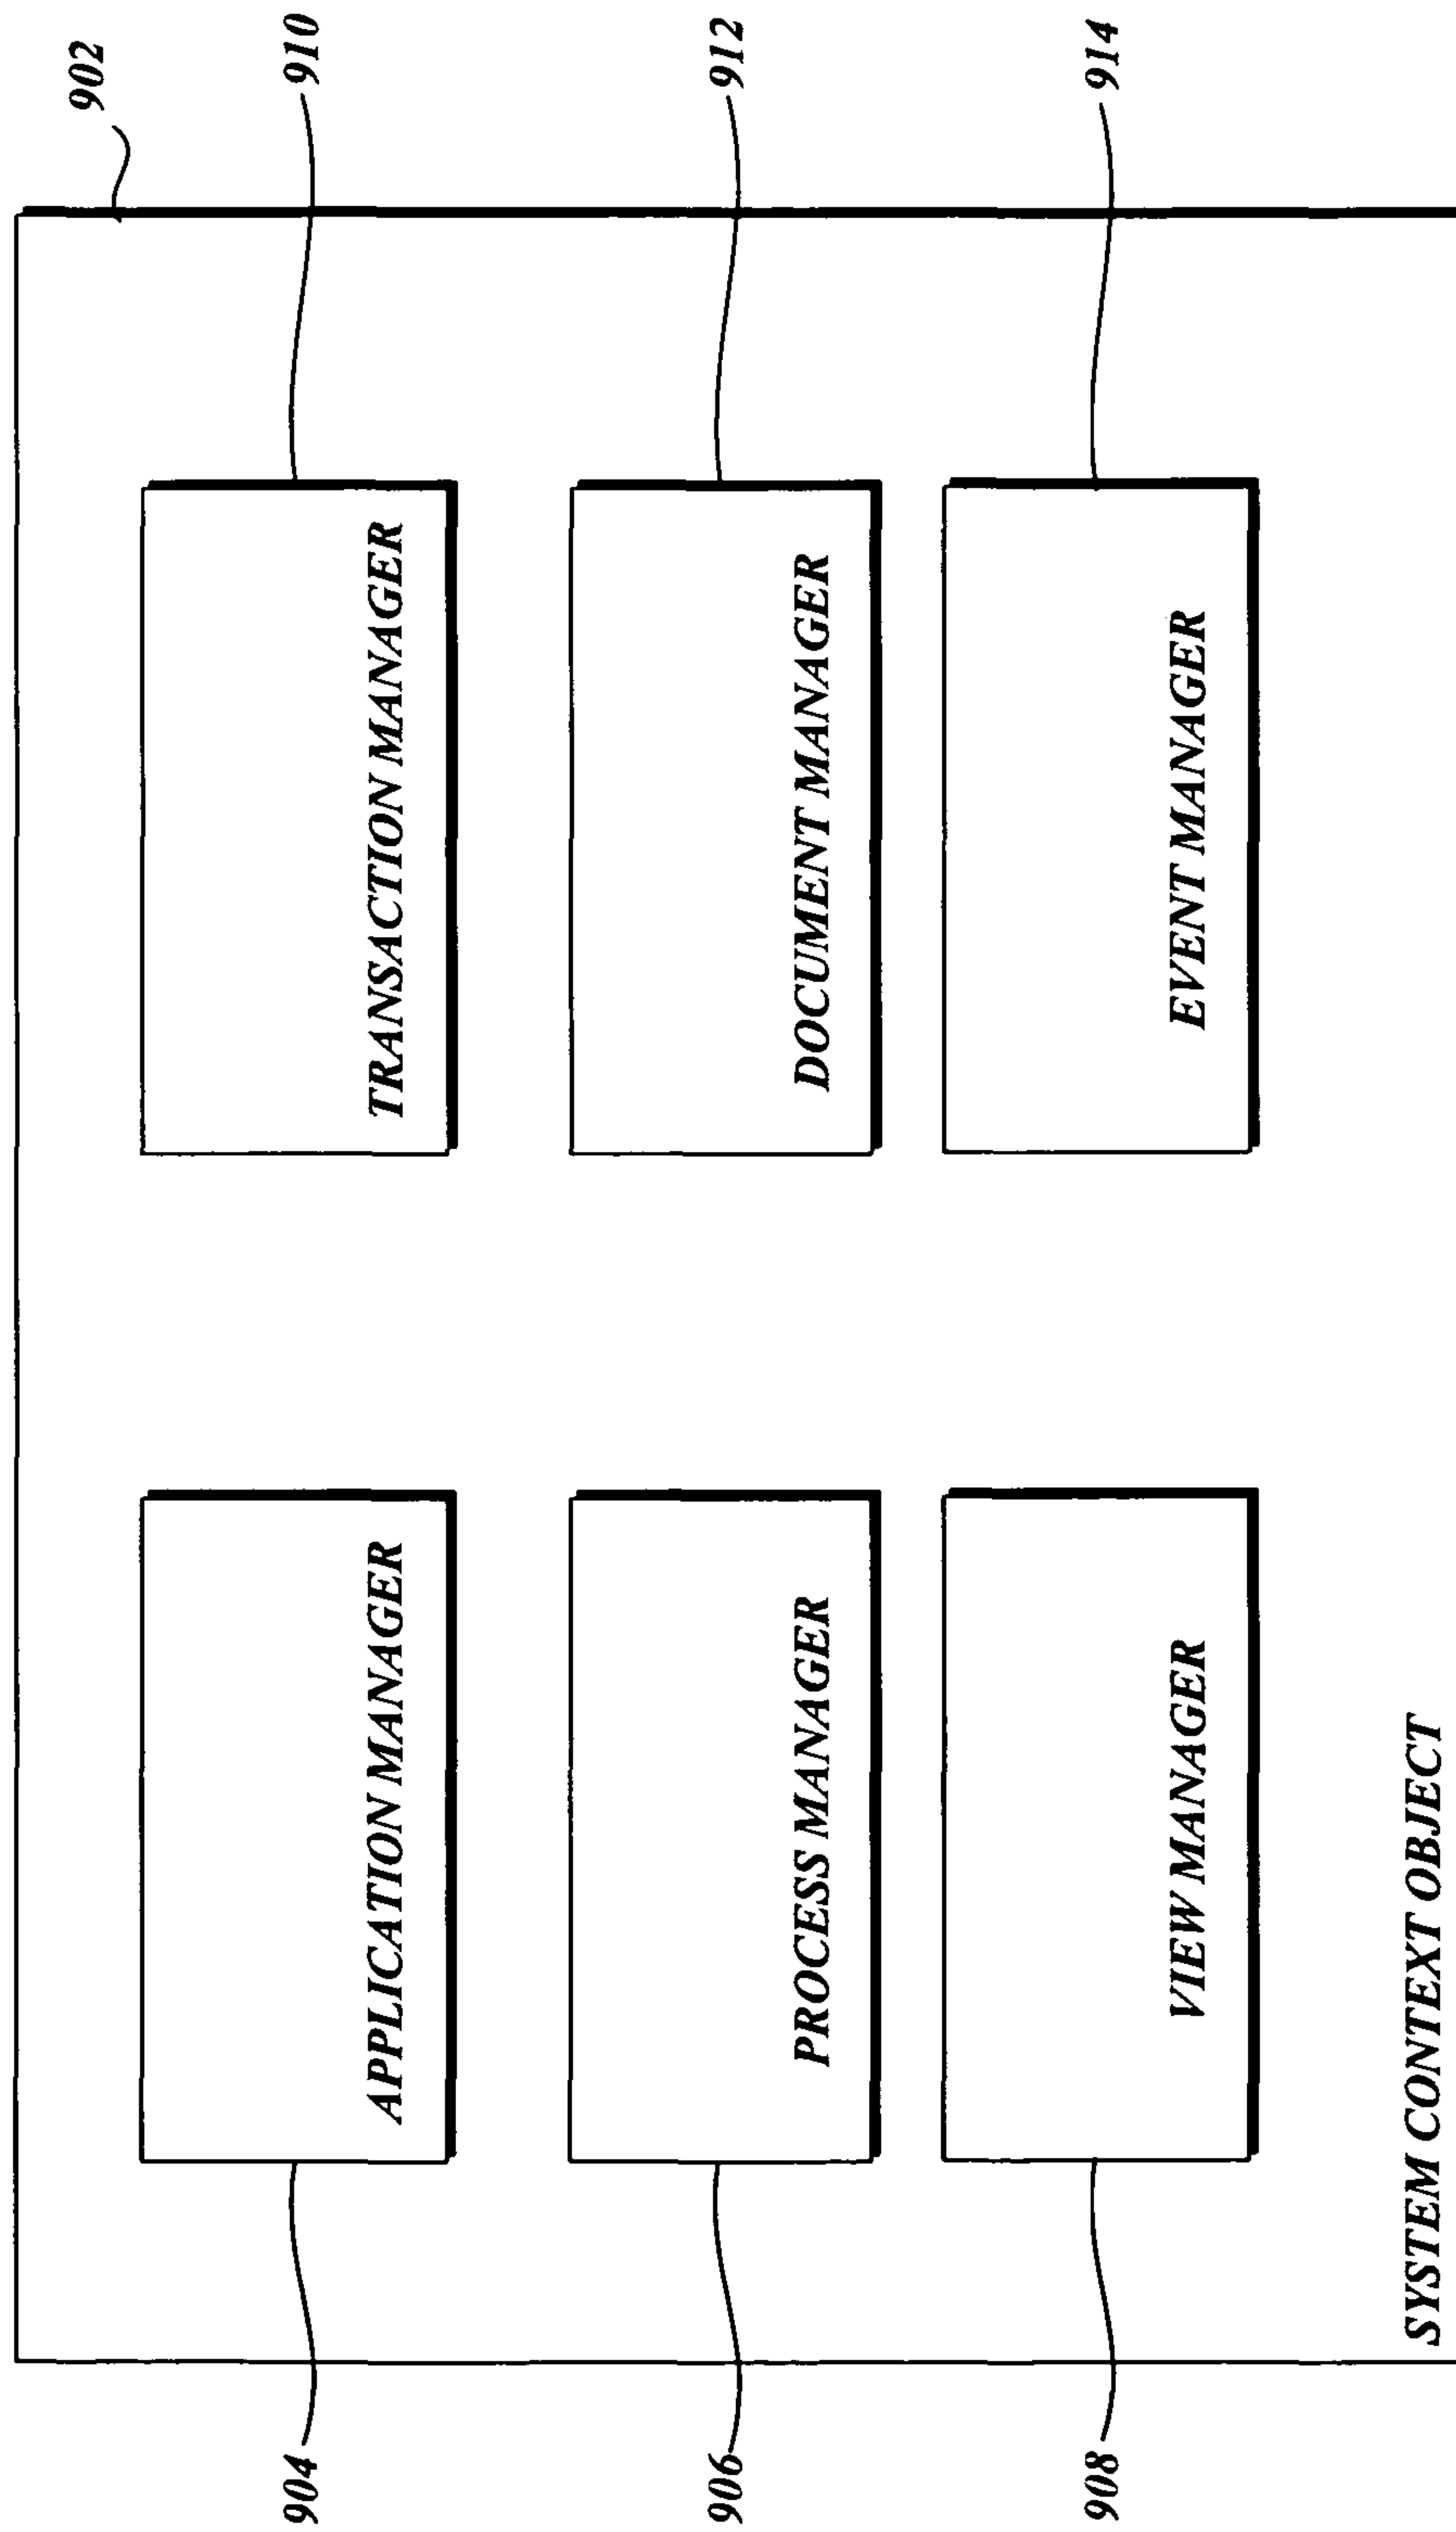 902
904
APPLICATION MANAGER
TRANSACTION MANAGER
910
906
PROCESS MANAGER
DOCUMENT MANAGER
912
908
VIEW MANAGER
EVENT MANAGER
914
SYSTEM CONTEXT OBJECT